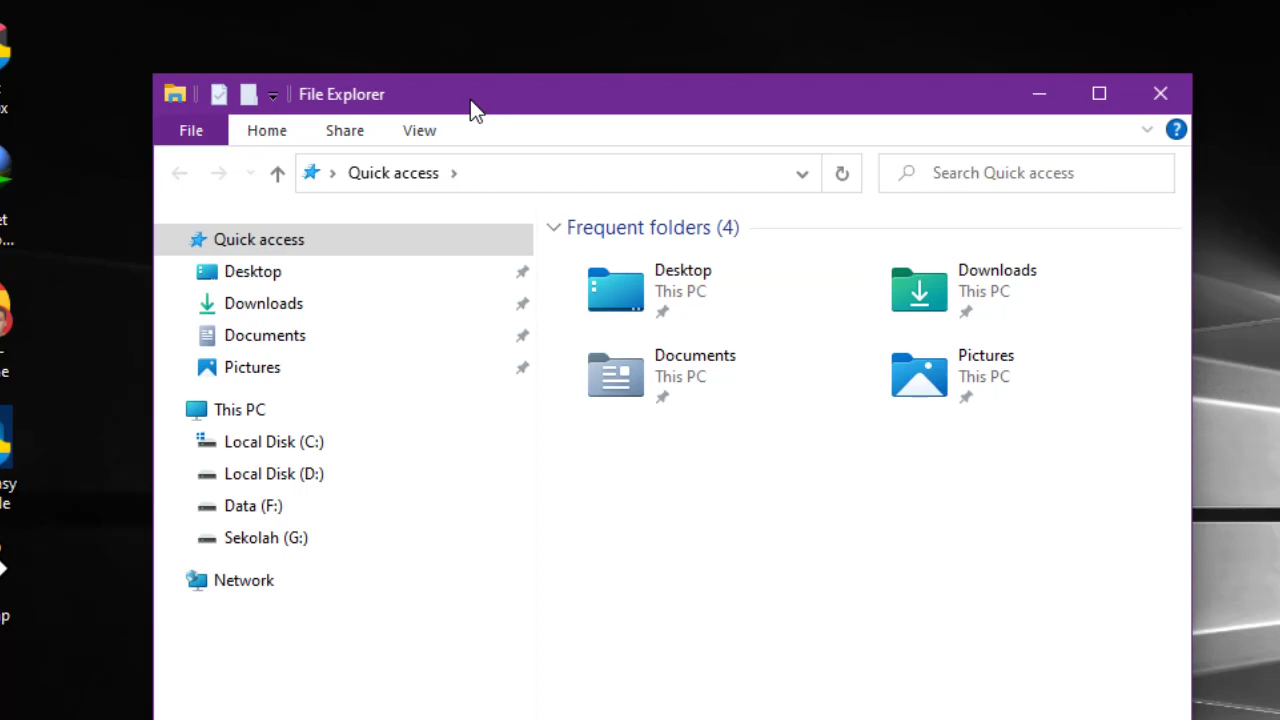 File Explorer
File
Home
Share
View
?
Quick access
Search Quick access
Quick access
Desktop
Downloads
Documents
Pictures
This PC
Local Disk (C:)
Local Disk (D:)
Data (F:)
Sekolah (G:)
Network
Frequent folders (4)
Desktop
This PC
Downloads
This PC
Documents
This PC
Pictures
This PC